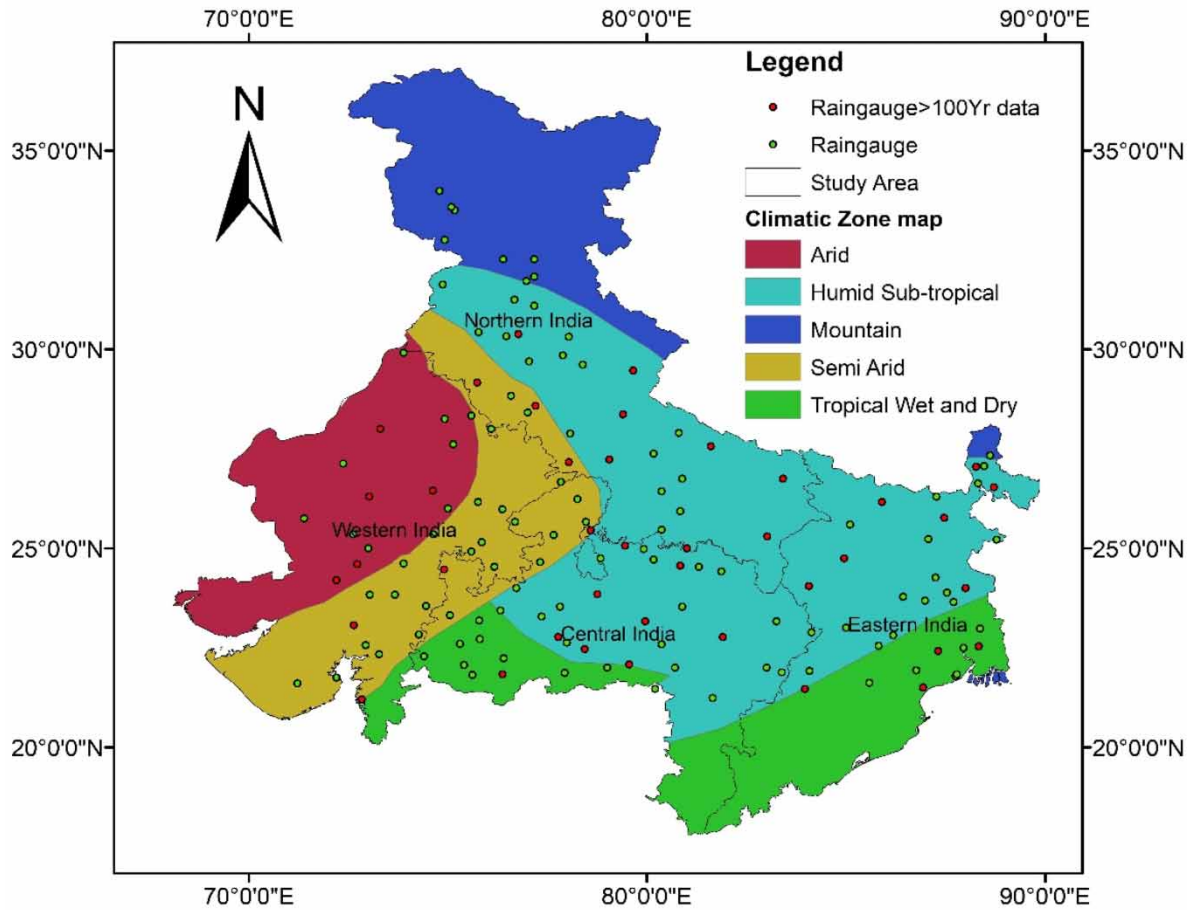 70°0'0"E 80°0'0"E 90°0'0"E
N
Legend
Raingauge>100Yr data
Raingauge
Study Area
Climatic Zone map
Arid
Humid Sub-tropical
Mountain
Semi Arid
Tropical Wet and Dry
35°0'0"N 35°0'0"N
Northern India
30°0'0"N 30°0'0"N
Western India
25°0'0"N 25°0'0"N
Central India
Eastern India
20°0'0"N 20°0'0"N
70°0'0"E 80°0'0"E 90°0'0"E